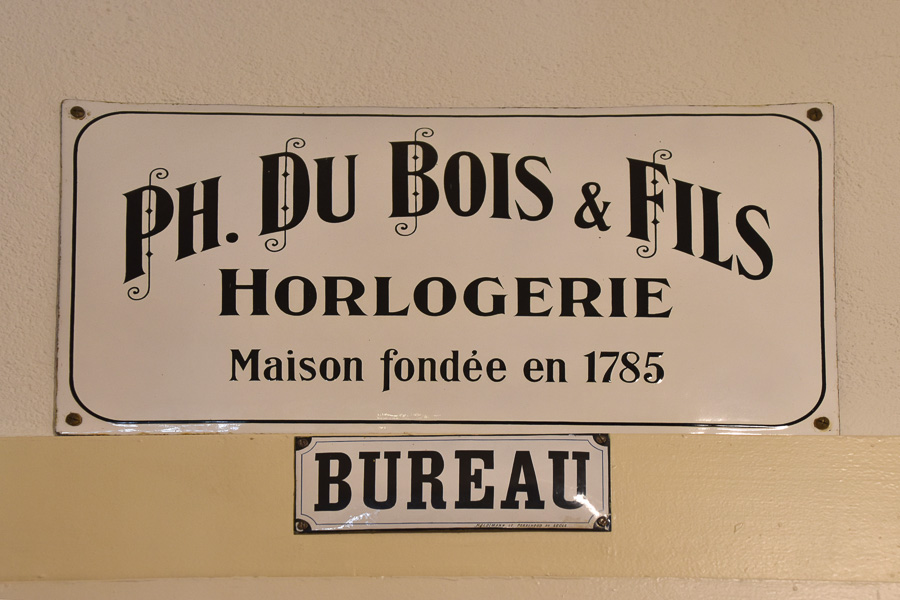 PH. DU BOIS & FILS
HORLOGERIE
Maison fondée en 1785
BUREAU